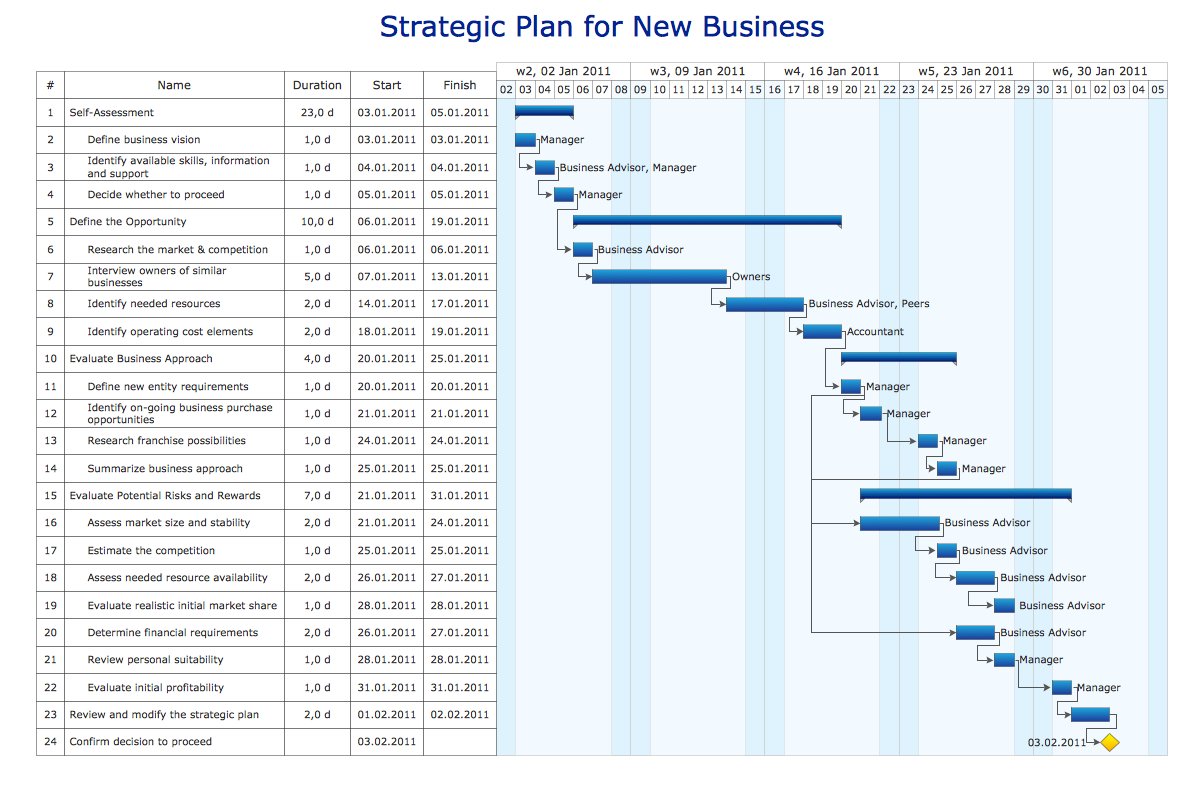 Strategic Plan for New Business
w2, 02 Jan 2011 w3, 09 Jan 2011 w4, 16 Jan 2011 w5, 23 Jan 2011 w6, 30 Jan 2011
# Name Duration Start Finish
02 03 04 05 06 07 08 09 10 11 12 13 14 15 16 17 18 19 20 21 22 23 24 25 26 27 28 29 30 31 01 02 03 04 05
1 Self-Assessment 23,0 d 03.01.2011 05.01.2011
2 Define business vision 1,0 d 03.01.2011 03.01.2011 Manager
3 Identify available skills, information
and support 1,0 d 04.01.2011 04.01.2011 Business Advisor, Manager
4 Decide whether to proceed 1,0 d 05.01.2011 05.01.2011 Manager
5 Define the Opportunity 10,0 d 06.01.2011 19.01.2011
6 Research the market & competition 1,0 d 06.01.2011 06.01.2011 Business Advisor
7 Interview owners of similar
businesses 5,0 d 07.01.2011 13.01.2011 Owners
8 Identify needed resources 2,0 d 14.01.2011 17.01.2011 Business Advisor, Peers
9 Identify operating cost elements 2,0 d 18.01.2011 19.01.2011 Accountant
10 Evaluate Business Approach 4,0 d 20.01.2011 25.01.2011
11 Define new entity requirements 1,0 d 20.01.2011 20.01.2011 Manager
12 Identify on-going business purchase
opportunities 1,0 d 21.01.2011 21.01.2011 Manager
13 Research franchise possibilities 1,0 d 24.01.2011 24.01.2011 Manager
14 Summarize business approach 1,0 d 25.01.2011 25.01.2011 Manager
15 Evaluate Potential Risks and Rewards 7,0 d 21.01.2011 31.01.2011
16 Assess market size and stability 2,0 d 21.01.2011 24.01.2011 Business Advisor
17 Estimate the competition 1,0 d 25.01.2011 25.01.2011 Business Advisor
18 Assess needed resource availability 2,0 d 26.01.2011 27.01.2011 Business Advisor
19 Evaluate realistic initial market share 1,0 d 28.01.2011 28.01.2011 Business Advisor
20 Determine financial requirements 2,0 d 26.01.2011 27.01.2011 Business Advisor
21 Review personal suitability 1,0 d 28.01.2011 28.01.2011 Manager
22 Evaluate initial profitability 1,0 d 31.01.2011 31.01.2011 Manager
23 Review and modify the strategic plan 2,0 d 01.02.2011 02.02.2011
24 Confirm decision to proceed 03.02.2011 03.02.2011